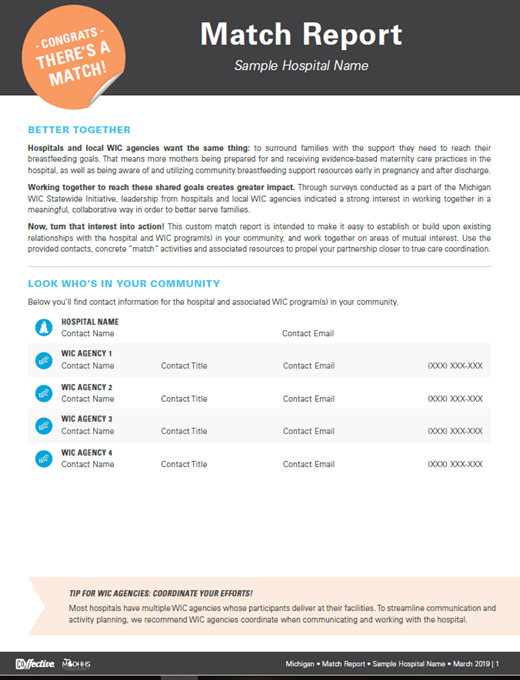 - CONGRATS -
THERE'S A
MATCH!
Match Report
Sample Hospital Name
BETTER TOGETHER
Hospitals and local WIC agencies want the same thing: to surround families with the support they need to reach their
breastfeeding goals. That means more mothers being prepared for and receiving evidence-based maternity care practices in the
hospital, as well as being aware of and utilizing community breastfeeding support resources early in pregnancy and after discharge.
Working together to reach these shared goals creates greater impact. Through surveys conducted as a part of the Michigan
WIC Statewide Initiative, leadership from hospitals and local WIC agencies indicated a strong interest in working together in a
meaningful, collaborative way in order to better serve families.
Now, turn that interest into action! This custom match report is intended to make it easy to establish or build upon existing
relationships with the hospital and WIC program(s) in your community, and work together on areas of mutual interest. Use the
provided contacts, concrete "match" activities and associated resources to propel your partnership closer to true care coordination.
LOOK WHO'S IN YOUR COMMUNITY
Below you'll find contact information for the hospital and associated WIC program(s) in your community.
HOSPITAL NAME
Contact Name Contact Email
WIC AGENCY 1
Contact Name Contact Title Contact Email (XXX) XXX-XXX
WIC AGENCY 2
Contact Name Contact Title Contact Email (XXX) XXX-XXX
WIC AGENCY 3
Contact Name Contact Title Contact Email (XXX) XXX-XXX
WIC AGENCY 4
Contact Name Contact Title Contact Email (XXX) XXX-XXX
TIP FOR WIC AGENCIES: COORDINATE YOUR EFFORTS!
Most hospitals have multiple WIC agencies whose participants deliver at their facilities. To streamline communication and
activity planning, we recommend WIC agencies coordinate when communicating and working with the hospital.
Michigan • Match Report • Sample Hospital Name • March 2019 | 1